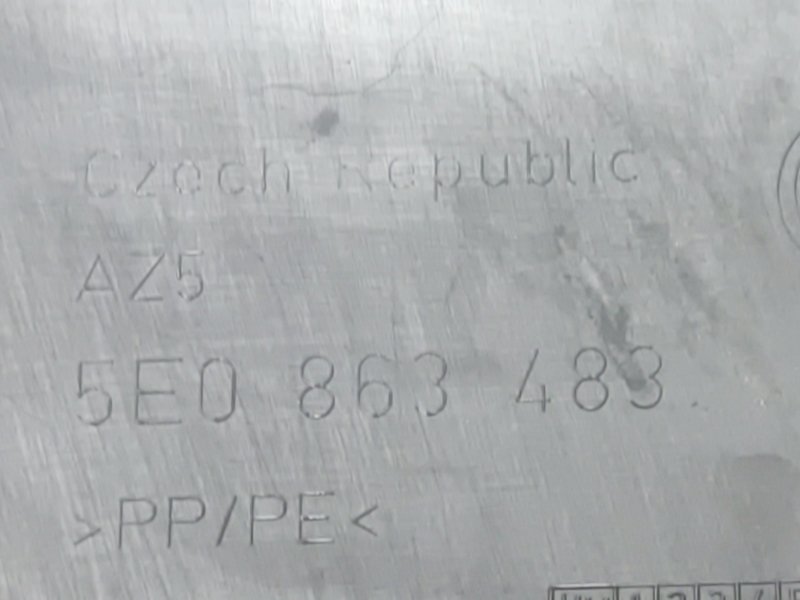 Czech Republic
AZ5
5E0 863 483
>PP/PE<